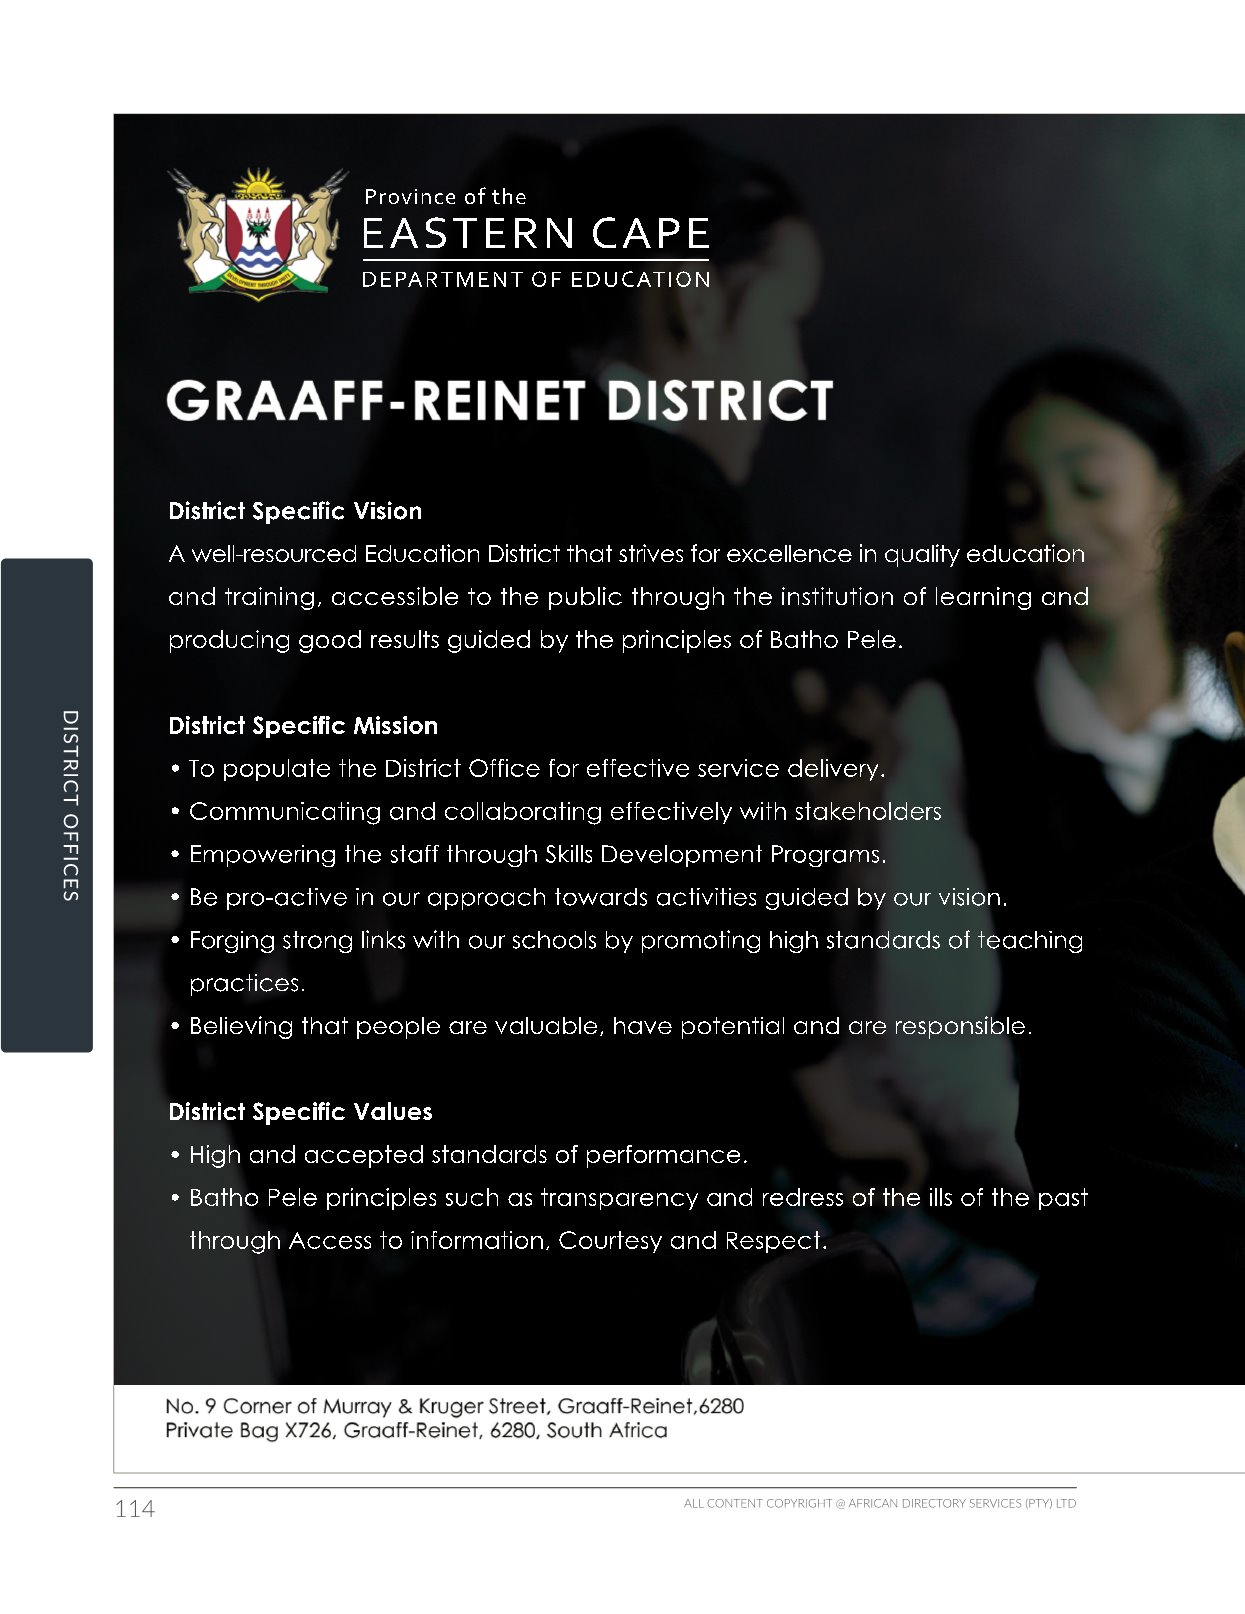 Province of the
EASTERN CAPE
DEPARTMENT OF EDUCATION
GRAAFF-REINET DISTRICT
District Specific Vision
A well-resourced Education District that strives for excellence in quality education
and training, accessible to the public through the institution of learning and
producing good results guided by the principles of Batho Pele.
District Specific Mission
• To populate the District Office for effective service delivery.
• Communicating and collaborating effectively with stakeholders
• Empowering the staff through Skills Development Programs.
• Be pro-active in our approach towards activities guided by our vision.
• Forging strong links with our schools by promoting high standards of teaching
practices.
• Believing that people are valuable, have potential and are responsible.
District Specific Values
• High and accepted standards of performance.
• Batho Pele principles such as transparency and redress of the ills of the past
through Access to information, Courtesy and Respect.
DISTRICT OFFICES
No. 9 Corner of Murray & Kruger Street, Graaff-Reinet,6280
Private Bag X726, Graaff-Reinet, 6280, South Africa
114
ALL CONTENT COPYRIGHT @ AFRICAN DIRECTORY SERVICES (PTY) LTD